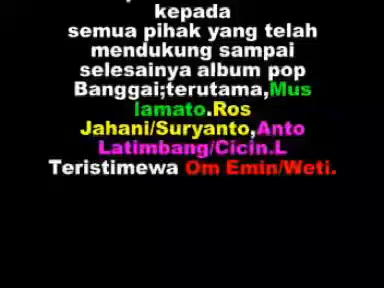 kepada
semua pihak yang telah
mendukung sampai
selesainya album pop
Banggai;terutama,Mus
lamato.Ros
Jahani/Suryanto,Anto
Latimbang/Cicin.L
Teristimewa Om Emin/Weti.